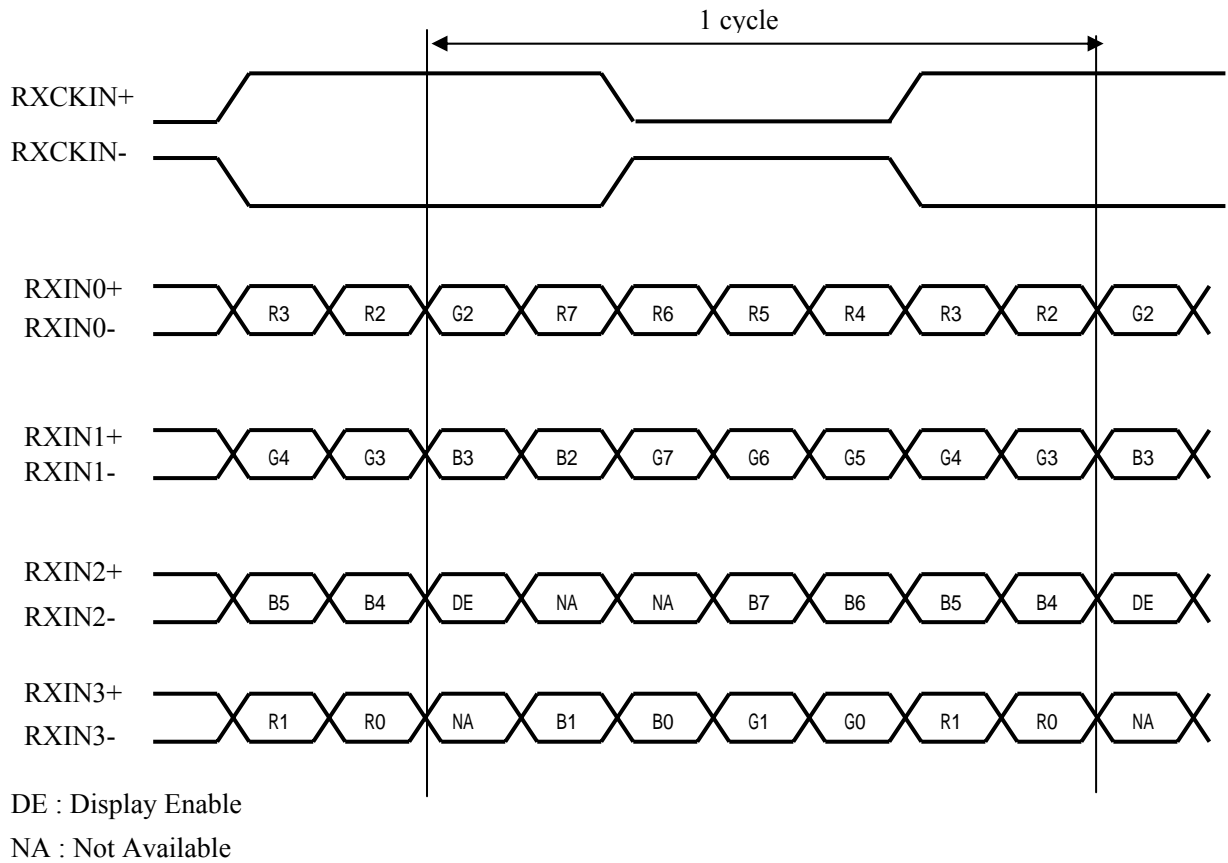 1 cycle
RXCKIN+
RXCKIN-
RXIN0+
R3 R2 G2 R7 R6 R5 R4 R3 R2 G2
RXIN0-
RXIN1+
G4 G3 B3 B2 G7 G6 G5 G4 G3 B3
RXIN1-
RXIN2+
B5 B4 DE NA NA B7 B6 B5 B4 DE
RXIN2-
RXIN3+
R1 R0 NA B1 B0 G1 G0 R1 R0 NA
RXIN3-
DE : Display Enable
NA : Not Available